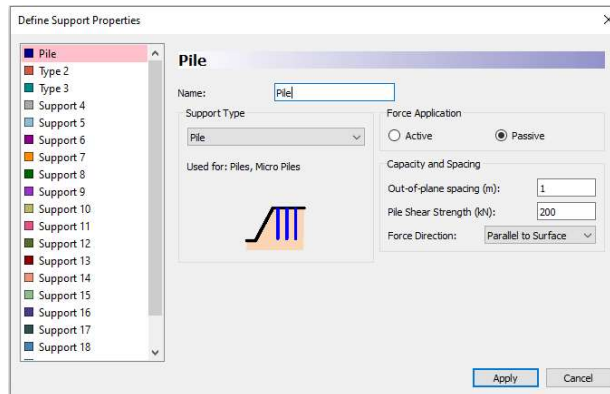 Define Support Properties
Pile
Type 2
Type 3
Support 4
Support 5
Support 6
Support 7
Support 8
Support 9
Support 10
Support 11
Support 12
Support 13
Support 14
Support 15
Support 16
Support 17
Support 18
Pile
Name: Pile
Support Type
Pile
Used for: Piles, Micro Piles
Force Application
Active Passive
Capacity and Spacing
Out-of-plane spacing (m): 1
Pile Shear Strength (kN): 200
Force Direction: Parallel to Surface
Apply Cancel